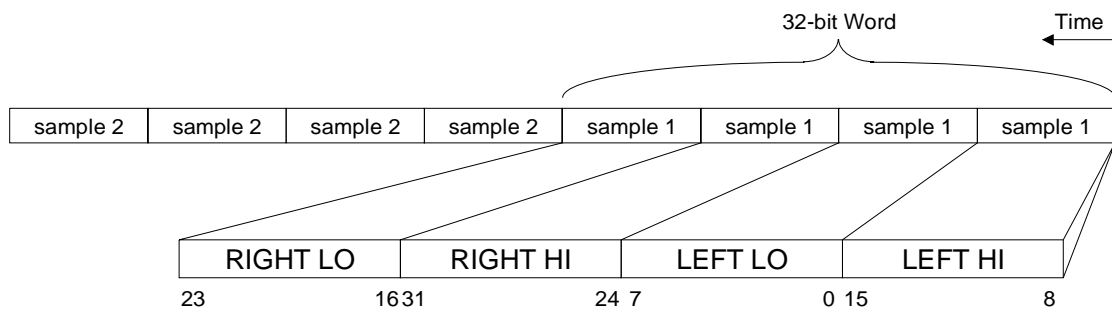 32-bit Word
Time
sample 2 sample 2 sample 2 sample 2 sample 1 sample 1 sample 1 sample 1
RIGHT LO RIGHT HI LEFT LO LEFT HI
23 16 31 24 7 0 15 8